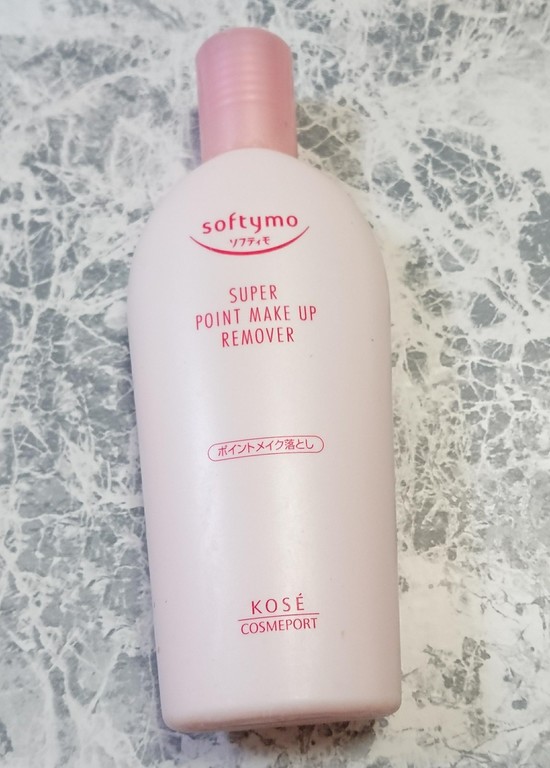 softymo
ソフティモ
SUPER
POINT MAKE UP
REMOVER
ポイントメイク落とし
KOSÉ
COSMEPORT